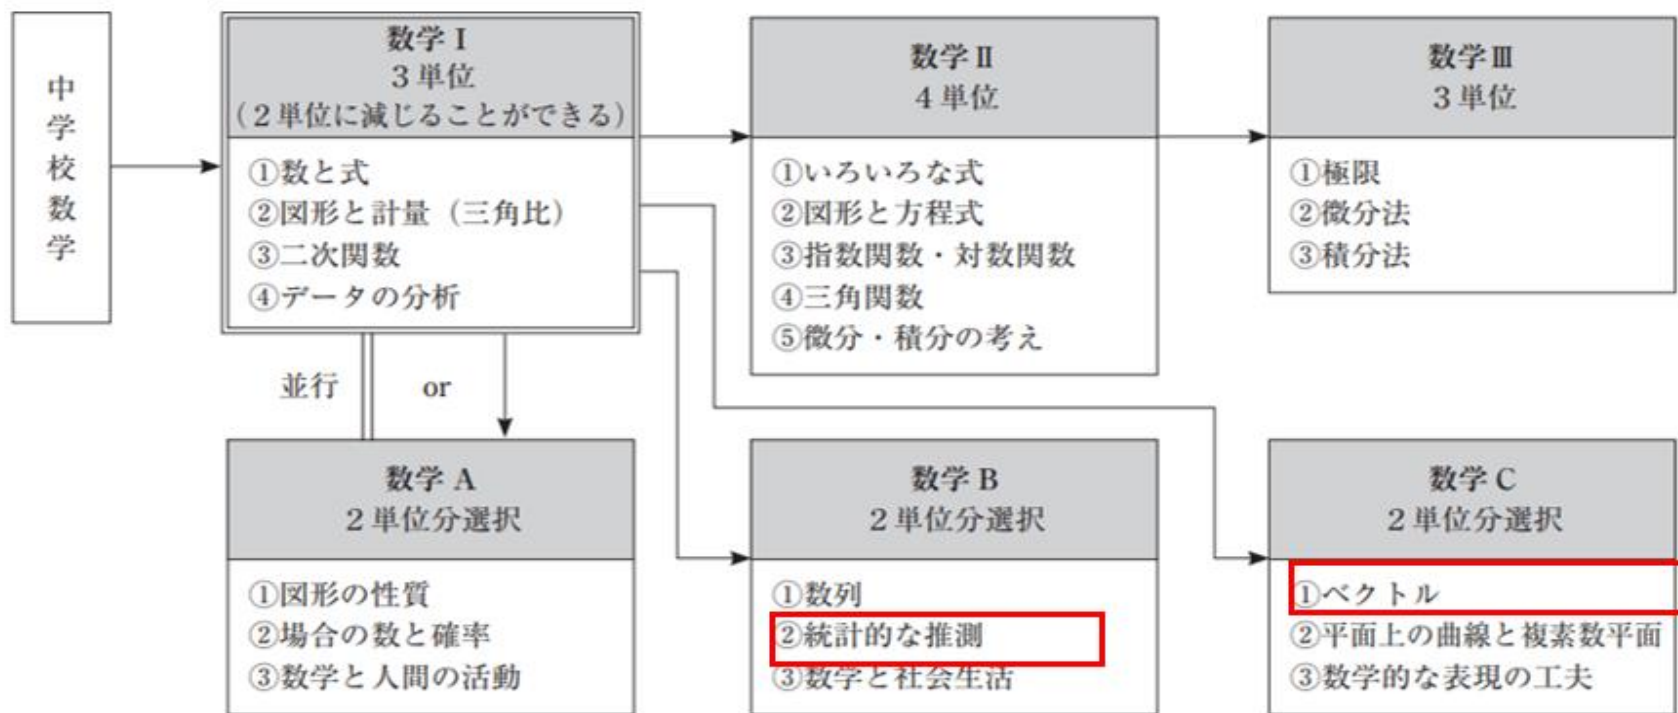 中学校数学
数学Ⅰ
3単位
(2単位に減じることができる)
①数と式
②図形と計量（三角比）
③二次関数
④データの分析
数学Ⅱ
4単位
①いろいろな式
②図形と方程式
③指数関数・対数関数
④三角関数
⑤微分・積分の考え
数学Ⅲ
3単位
①極限
②微分法
③積分法
並行
or
数学A
2単位分選択
①図形の性質
②場合の数と確率
③数学と人間の活動
数学B
2単位分選択
①数列
②統計的な推測
③数学と社会生活
数学C
2単位分選択
①ベクトル
②平面上の曲線と複素数平面
③数学的な表現の工夫